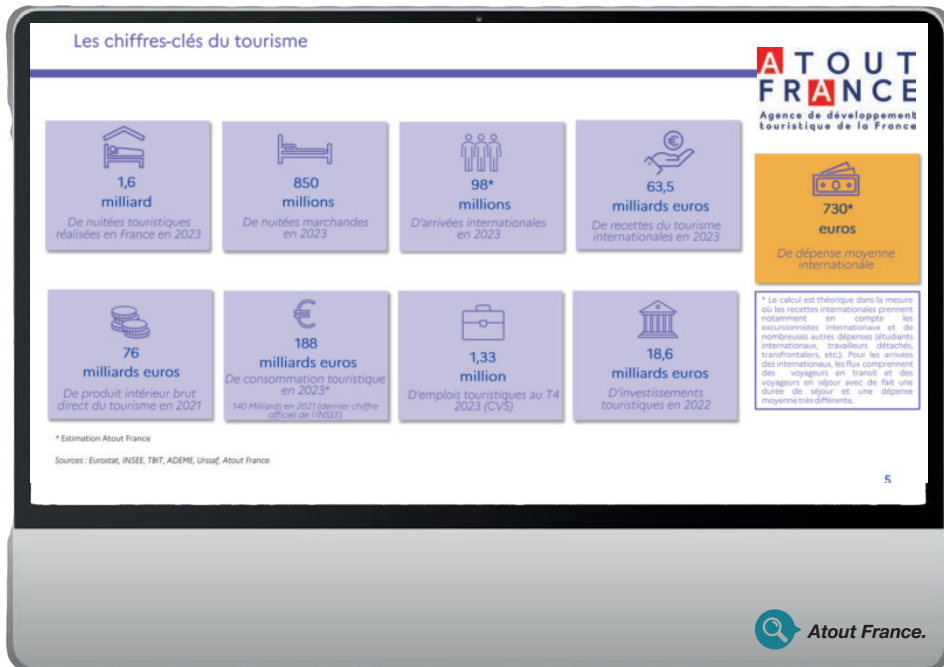 Les chiffres-clés du tourisme
ATOUT
FRANCE
Agence de développement
touristique de la France
1,6
milliard
De nuitées touristiques
réalisées en France en 2023
850
millions
De nuitées marchandes
en 2023
98*
millions
D'arrivées internationales
en 2023
63,5
milliards euros
De recettes du tourisme
internationales en 2023
730*
euros
De dépense moyenne
internationale
76
milliards euros
De produit intérieur brut
direct du tourisme en 2021
188
milliards euros
De consommation touristique
en 2023*
140 Milliards en 2021 (dernier chiffre
officiel de l'INSEE)
1,33
million
D'emplois touristiques au T4
2023 (CVS)
18,6
milliards euros
D'investissements
touristiques en 2022
* Le calcul est théorique dans la mesure
où les recettes internationales prennent
notamment en compte les
excursionnistes internationaux et de
nombreuses autres dépenses (étudiants
internationaux, travailleurs détachés,
transfrontaliers, etc.). Pour les arrivées
des internationaux, les flux comprennent
des voyageurs en transit et des
voyageurs en séjour avec de fait une
durée de séjour et une dépense
moyenne très différente.
* Estimation Atout France
Sources : Eurostat, INSEE, TBIT, ADEME, Urssaf, Atout France
5
Atout France.